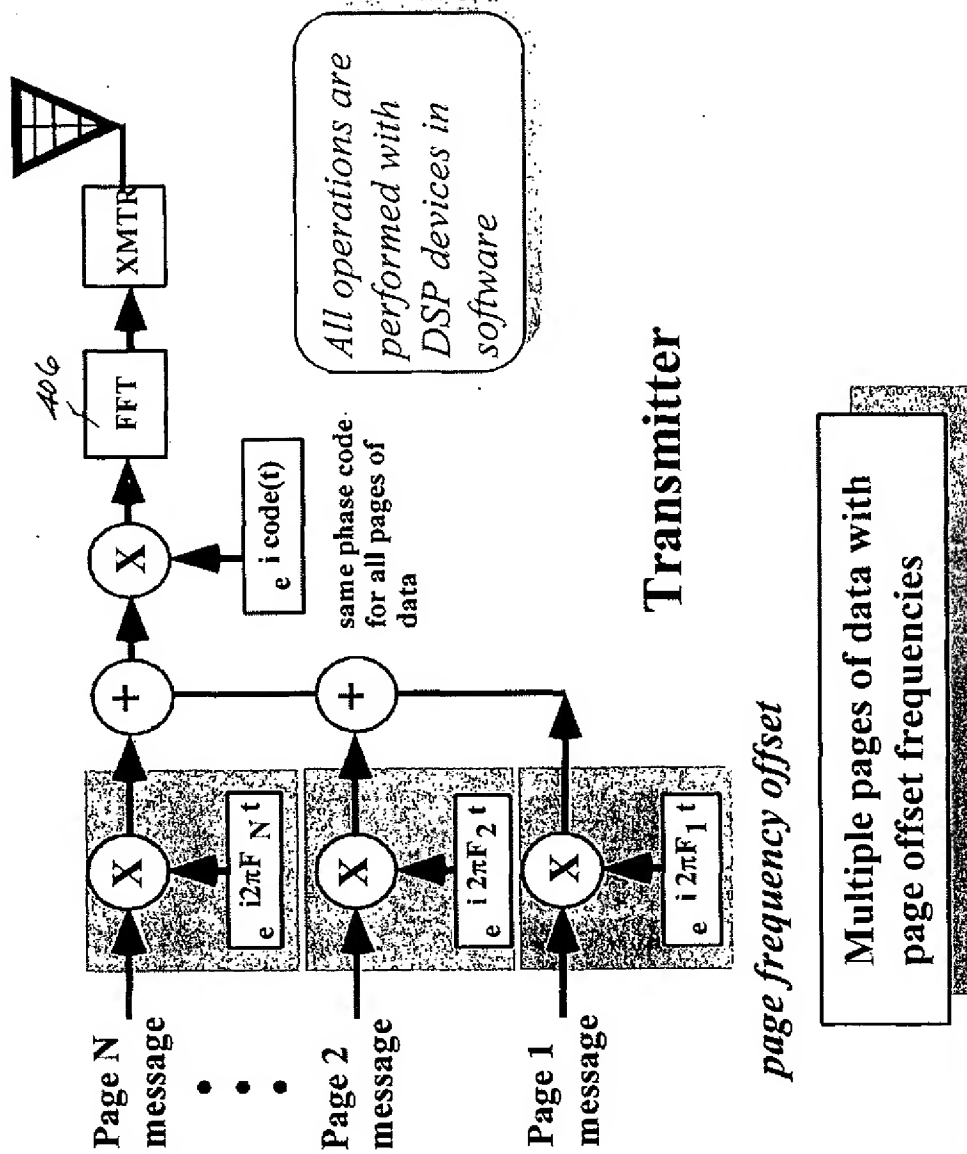 Page N
message
X
e i2πF N t
+
X
e i code(t)
406
FFT
XMTR
same phase code
for all pages of
data
Page 2
message
X
e i 2πF 2 t
+
Page 1
message
X
e i 2πF 1 t
page frequency offset
Transmitter
All operations are
performed with
DSP devices in
software
Multiple pages of data with
page offset frequencies